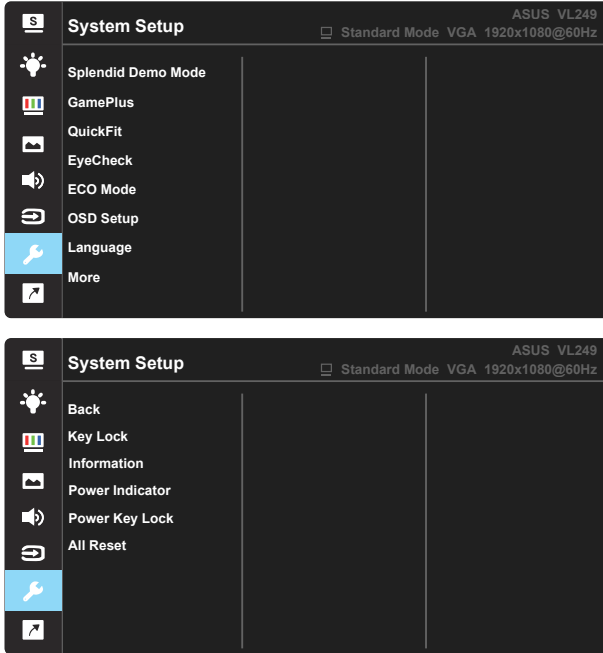 S
System Setup
ASUS VL249
Standard Mode VGA 1920x1080@60Hz
Splendid Demo Mode
GamePlus
QuickFit
EyeCheck
ECO Mode
OSD Setup
Language
More
S
System Setup
ASUS VL249
Standard Mode VGA 1920x1080@60Hz
Back
Key Lock
Information
Power Indicator
Power Key Lock
All Reset